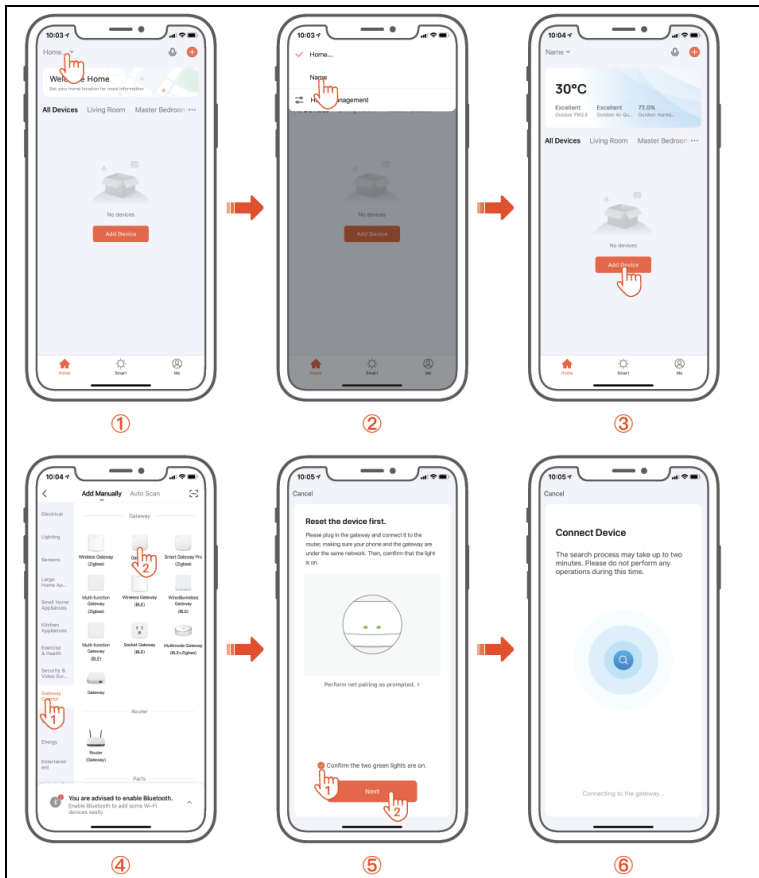 10:03
Home...
Welcome Home
Set your home location for more information
All Devices Living Room Master Bedroom ...
No devices
Add Device
Home Smart Me
①
10:03
Home...
Name
Management
Add Device
Home Smart Me
②
10:04
Name
30°C
Excellent Excellent 73.0%
Outdoor PM2.5 Outdoor Air Qu... Outdoor Humid...
All Devices Living Room Master Bedroom ...
No devices
Add Device
Home Smart Me
③
10:04
Add Manually Auto Scan
Electrical
Lighting
Sensors
Large
Home Ap...
Small Home
Appliances
Kitchen
Appliances
Exercise
& Health
Security &
Video Sur...
Gateway
Control
Energy
Entertainm
ent
Gateway
Wireless Gateway
(Zigbee)
Smart Gateway Pro
(Zigbee)
Multi-function
Gateway
(Zigbee)
Wireless Gateway
(BLE)
Wired&wireless
Gateway
(BLE)
Multi-function
Gateway
(BLE)
Socket Gateway
(BLE)
Multimode Gateway
(BLE+Zigbee)
Gateway
Router
Router
(Gateway)
Parts
1
2
You are advised to enable Bluetooth.
Enable Bluetooth to add some Wi-Fi
devices easily.
④
10:05
Cancel
Reset the device first.
Please plug in the gateway and connect it to the
router, making sure your phone and the gateway are
under the same network. Then, confirm that the light
is on.
Perform net pairing as prompted. >
Confirm the two green lights are on.
1
Next
2
⑤
10:05
Cancel
Connect Device
The search process may take up to two
minutes. Please do not perform any
operations during this time.
Connecting to the gateway...
⑥